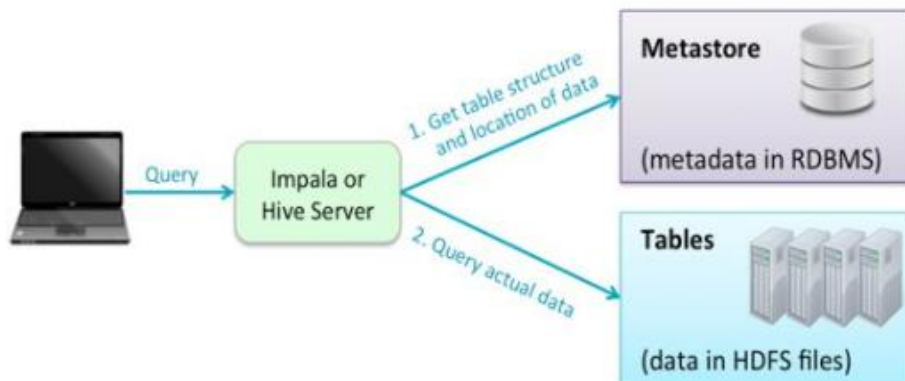 Query
Impala or
Hive Server
1. Get table structure
and location of data
2. Query actual data
Metastore
(metadata in RDBMS)
Tables
(data in HDFS files)